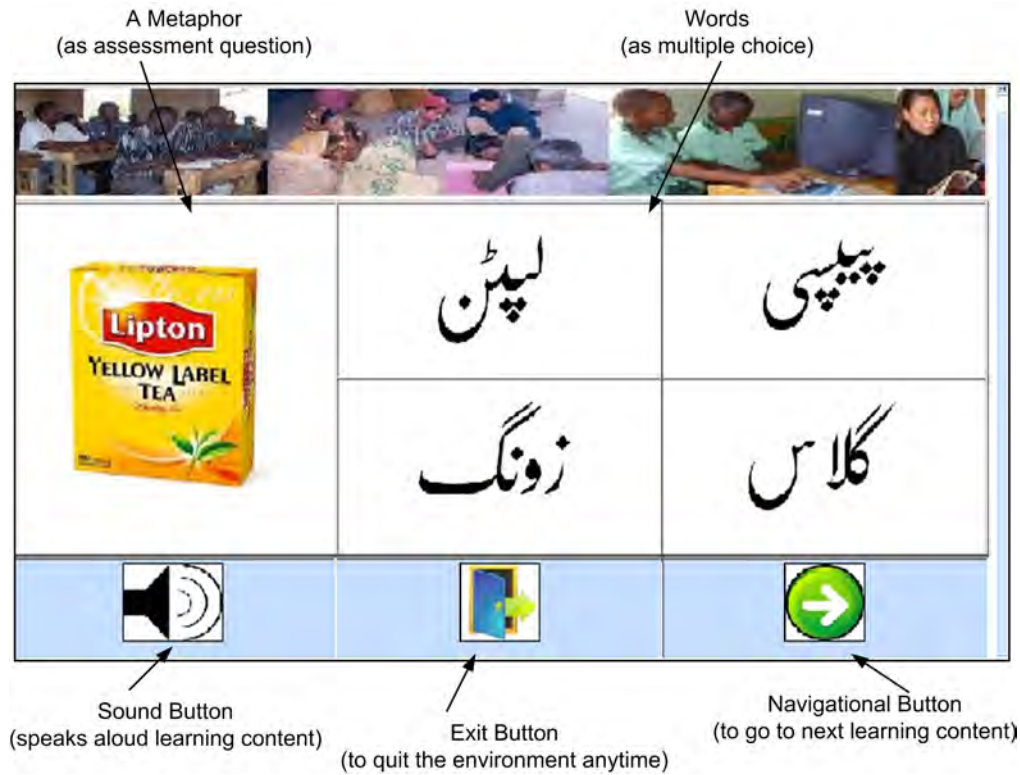 A Metaphor
(as assessment question)
Words
(as multiple choice)
Lipton
YELLOW LABEL
TEA
لپٹن
پیپسی
زونگ
گلاس
Sound Button
(speaks aloud learning content)
Exit Button
(to quit the environment anytime)
Navigational Button
(to go to next learning content)